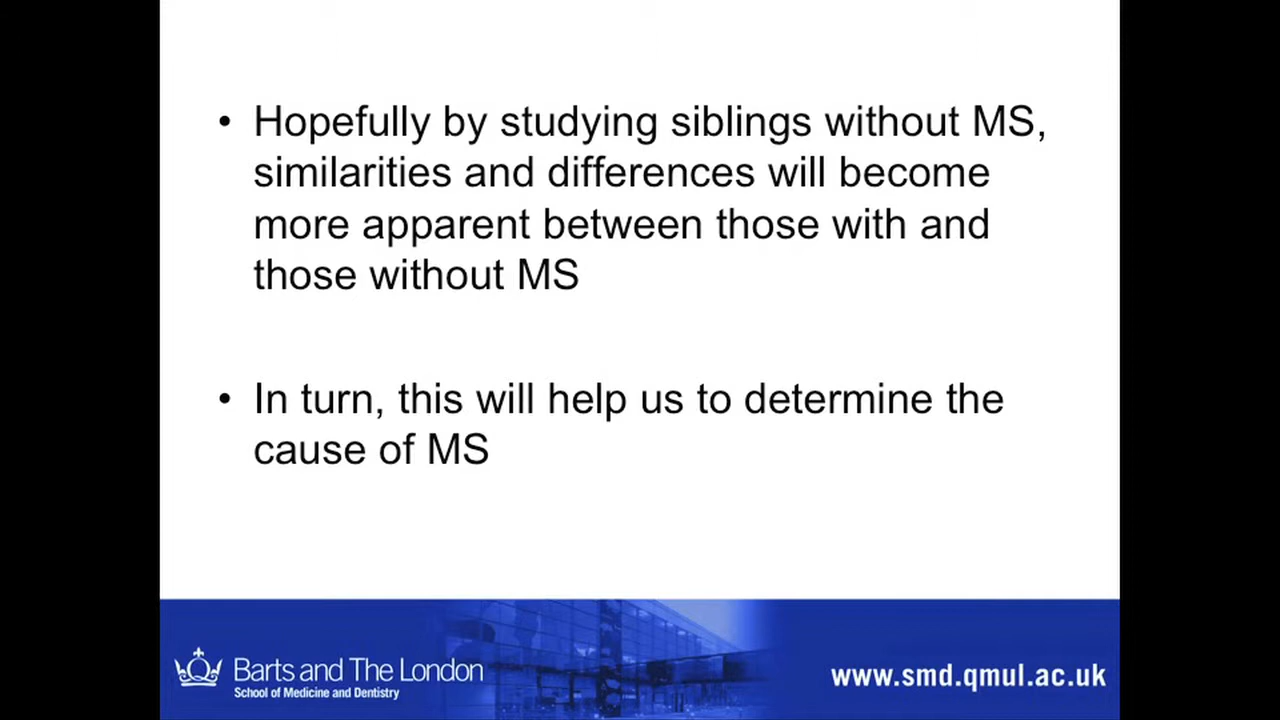 • Hopefully by studying siblings without MS,
similarities and differences will become
more apparent between those with and
those without MS
• In turn, this will help us to determine the
cause of MS
Barts and The London
School of Medicine and Dentistry
www.smd.qmul.ac.uk